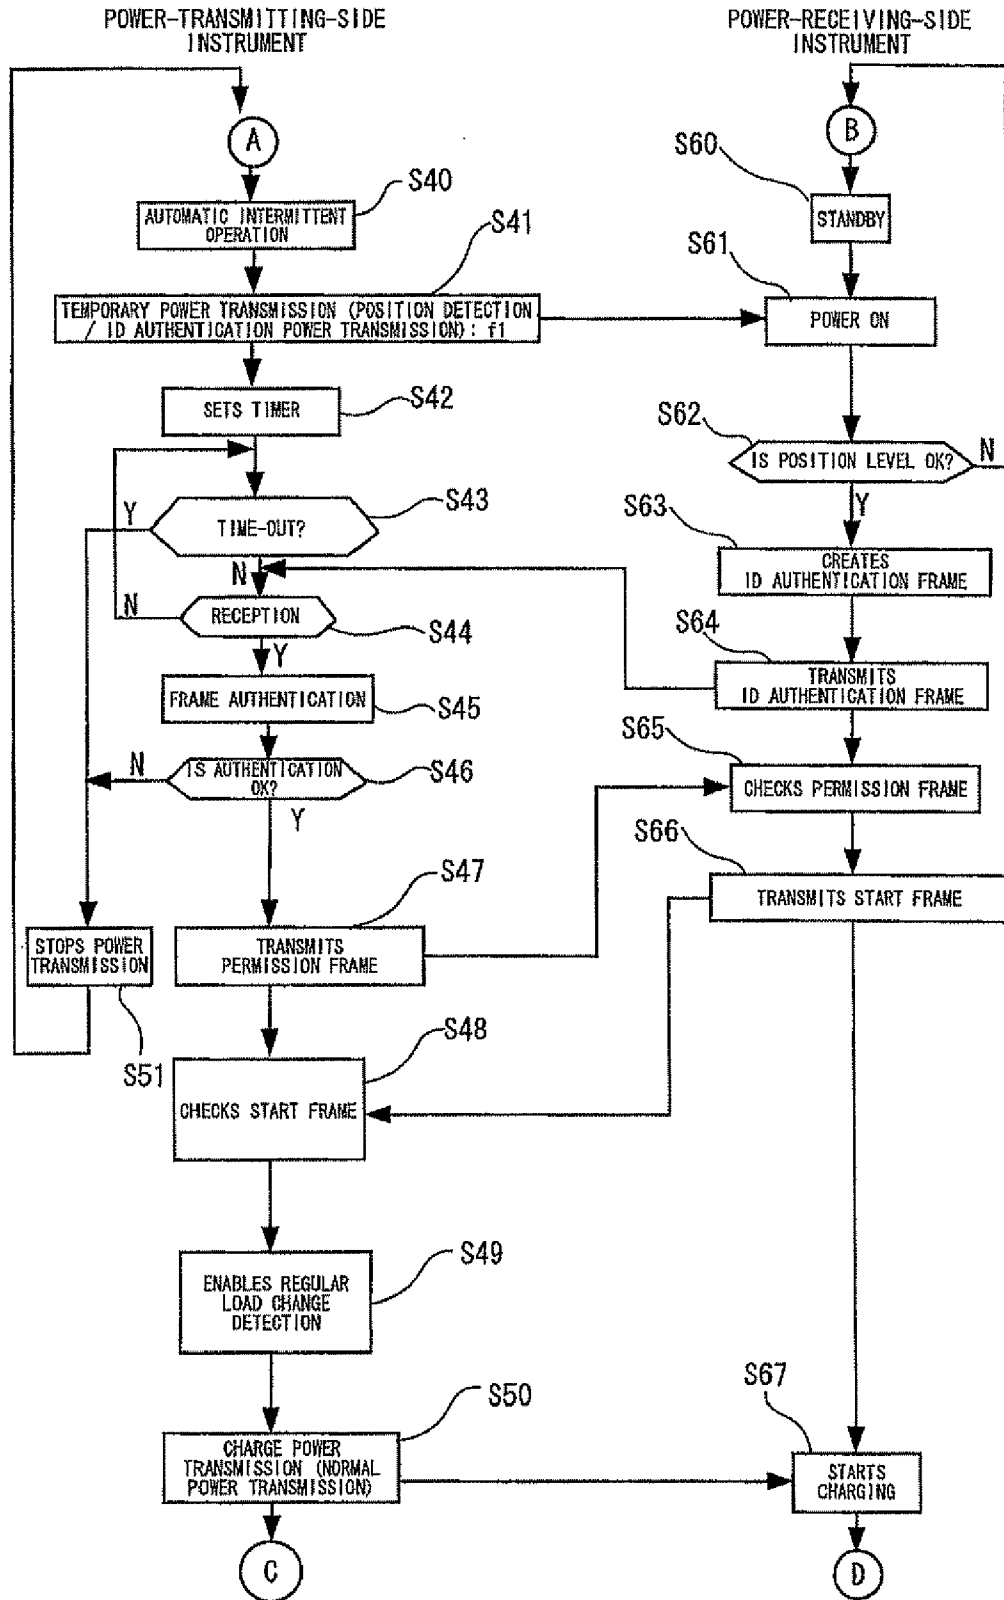 POWER-TRANSMITTING-SIDE
INSTRUMENT
POWER-RECEIVING-SIDE
INSTRUMENT
A
B
S60
S40
STANDBY
AUTOMATIC INTERMITTENT
OPERATION
S41
S61
TEMPORARY POWER TRANSMISSION (POSITION DETECTION
/ ID AUTHENTICATION POWER TRANSMISSION): f1
POWER ON
S42
SETS TIMER
S62
IS POSITION LEVEL OK?
N
Y
S43
Y
TIME-OUT?
S63
CREATES
ID AUTHENTICATION FRAME
N
N
RECEPTION
S44
S64
Y
TRANSMITS
ID AUTHENTICATION FRAME
FRAME AUTHENTICATION
S45
S65
N
IS AUTHENTICATION
OK?
S46
CHECKS PERMISSION FRAME
Y
S66
S47
TRANSMITS START FRAME
STOPS POWER
TRANSMISSION
TRANSMITS
PERMISSION FRAME
S48
S51
CHECKS START FRAME
S49
ENABLES REGULAR
LOAD CHANGE
DETECTION
S67
S50
CHARGE POWER
TRANSMISSION (NORMAL
POWER TRANSMISSION)
STARTS
CHARGING
C
D